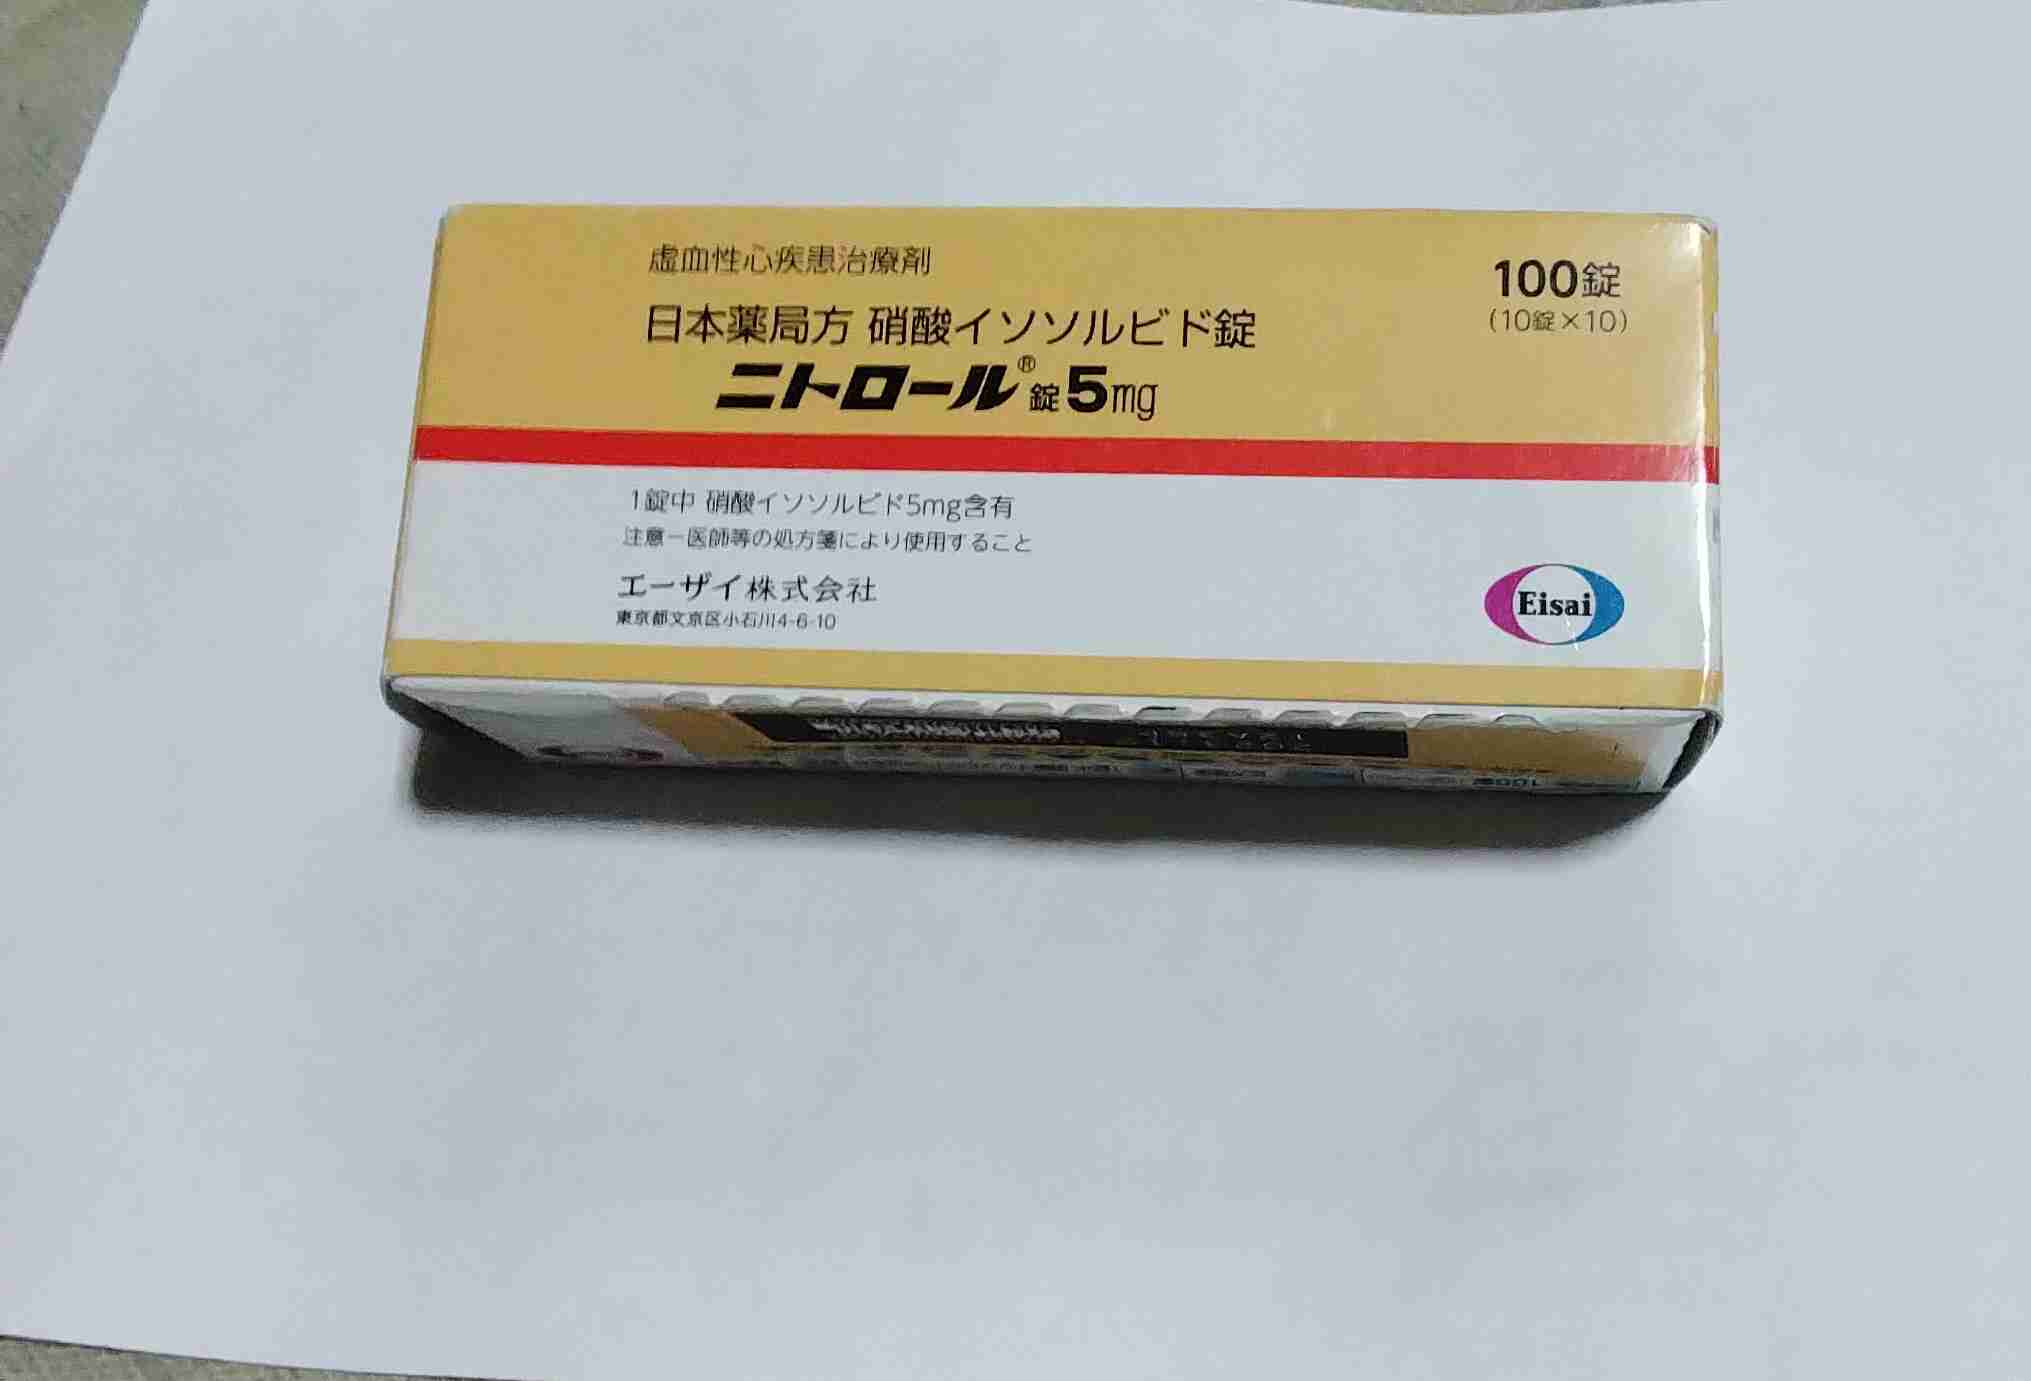 虚血性心疾患治療剤
日本薬局方 硝酸イソソルビド錠
ニトロール®錠5mg
100錠
(10錠×10)
1錠中 硝酸イソソルビド5mg含有
注意－医師等の処方箋により使用すること
エーザイ株式会社
東京都文京区小石川4-6-10
Eisai